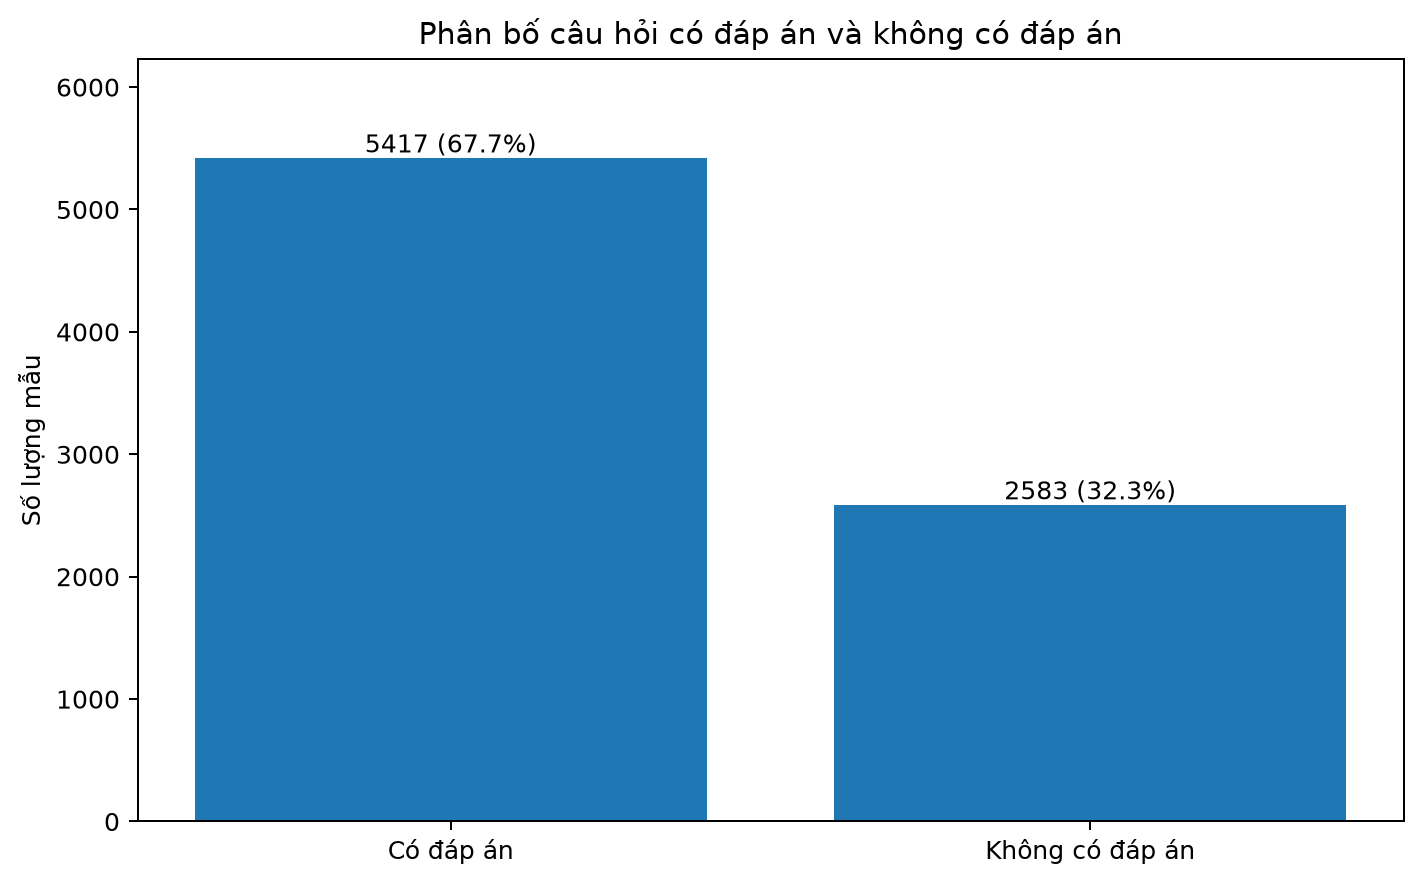 Phân bố câu hỏi có đáp án và không có đáp án
6000
5000
4000
3000
2000
1000
0
Số lượng mẫu
5417 (67.7%)
2583 (32.3%)
Có đáp án
Không có đáp án